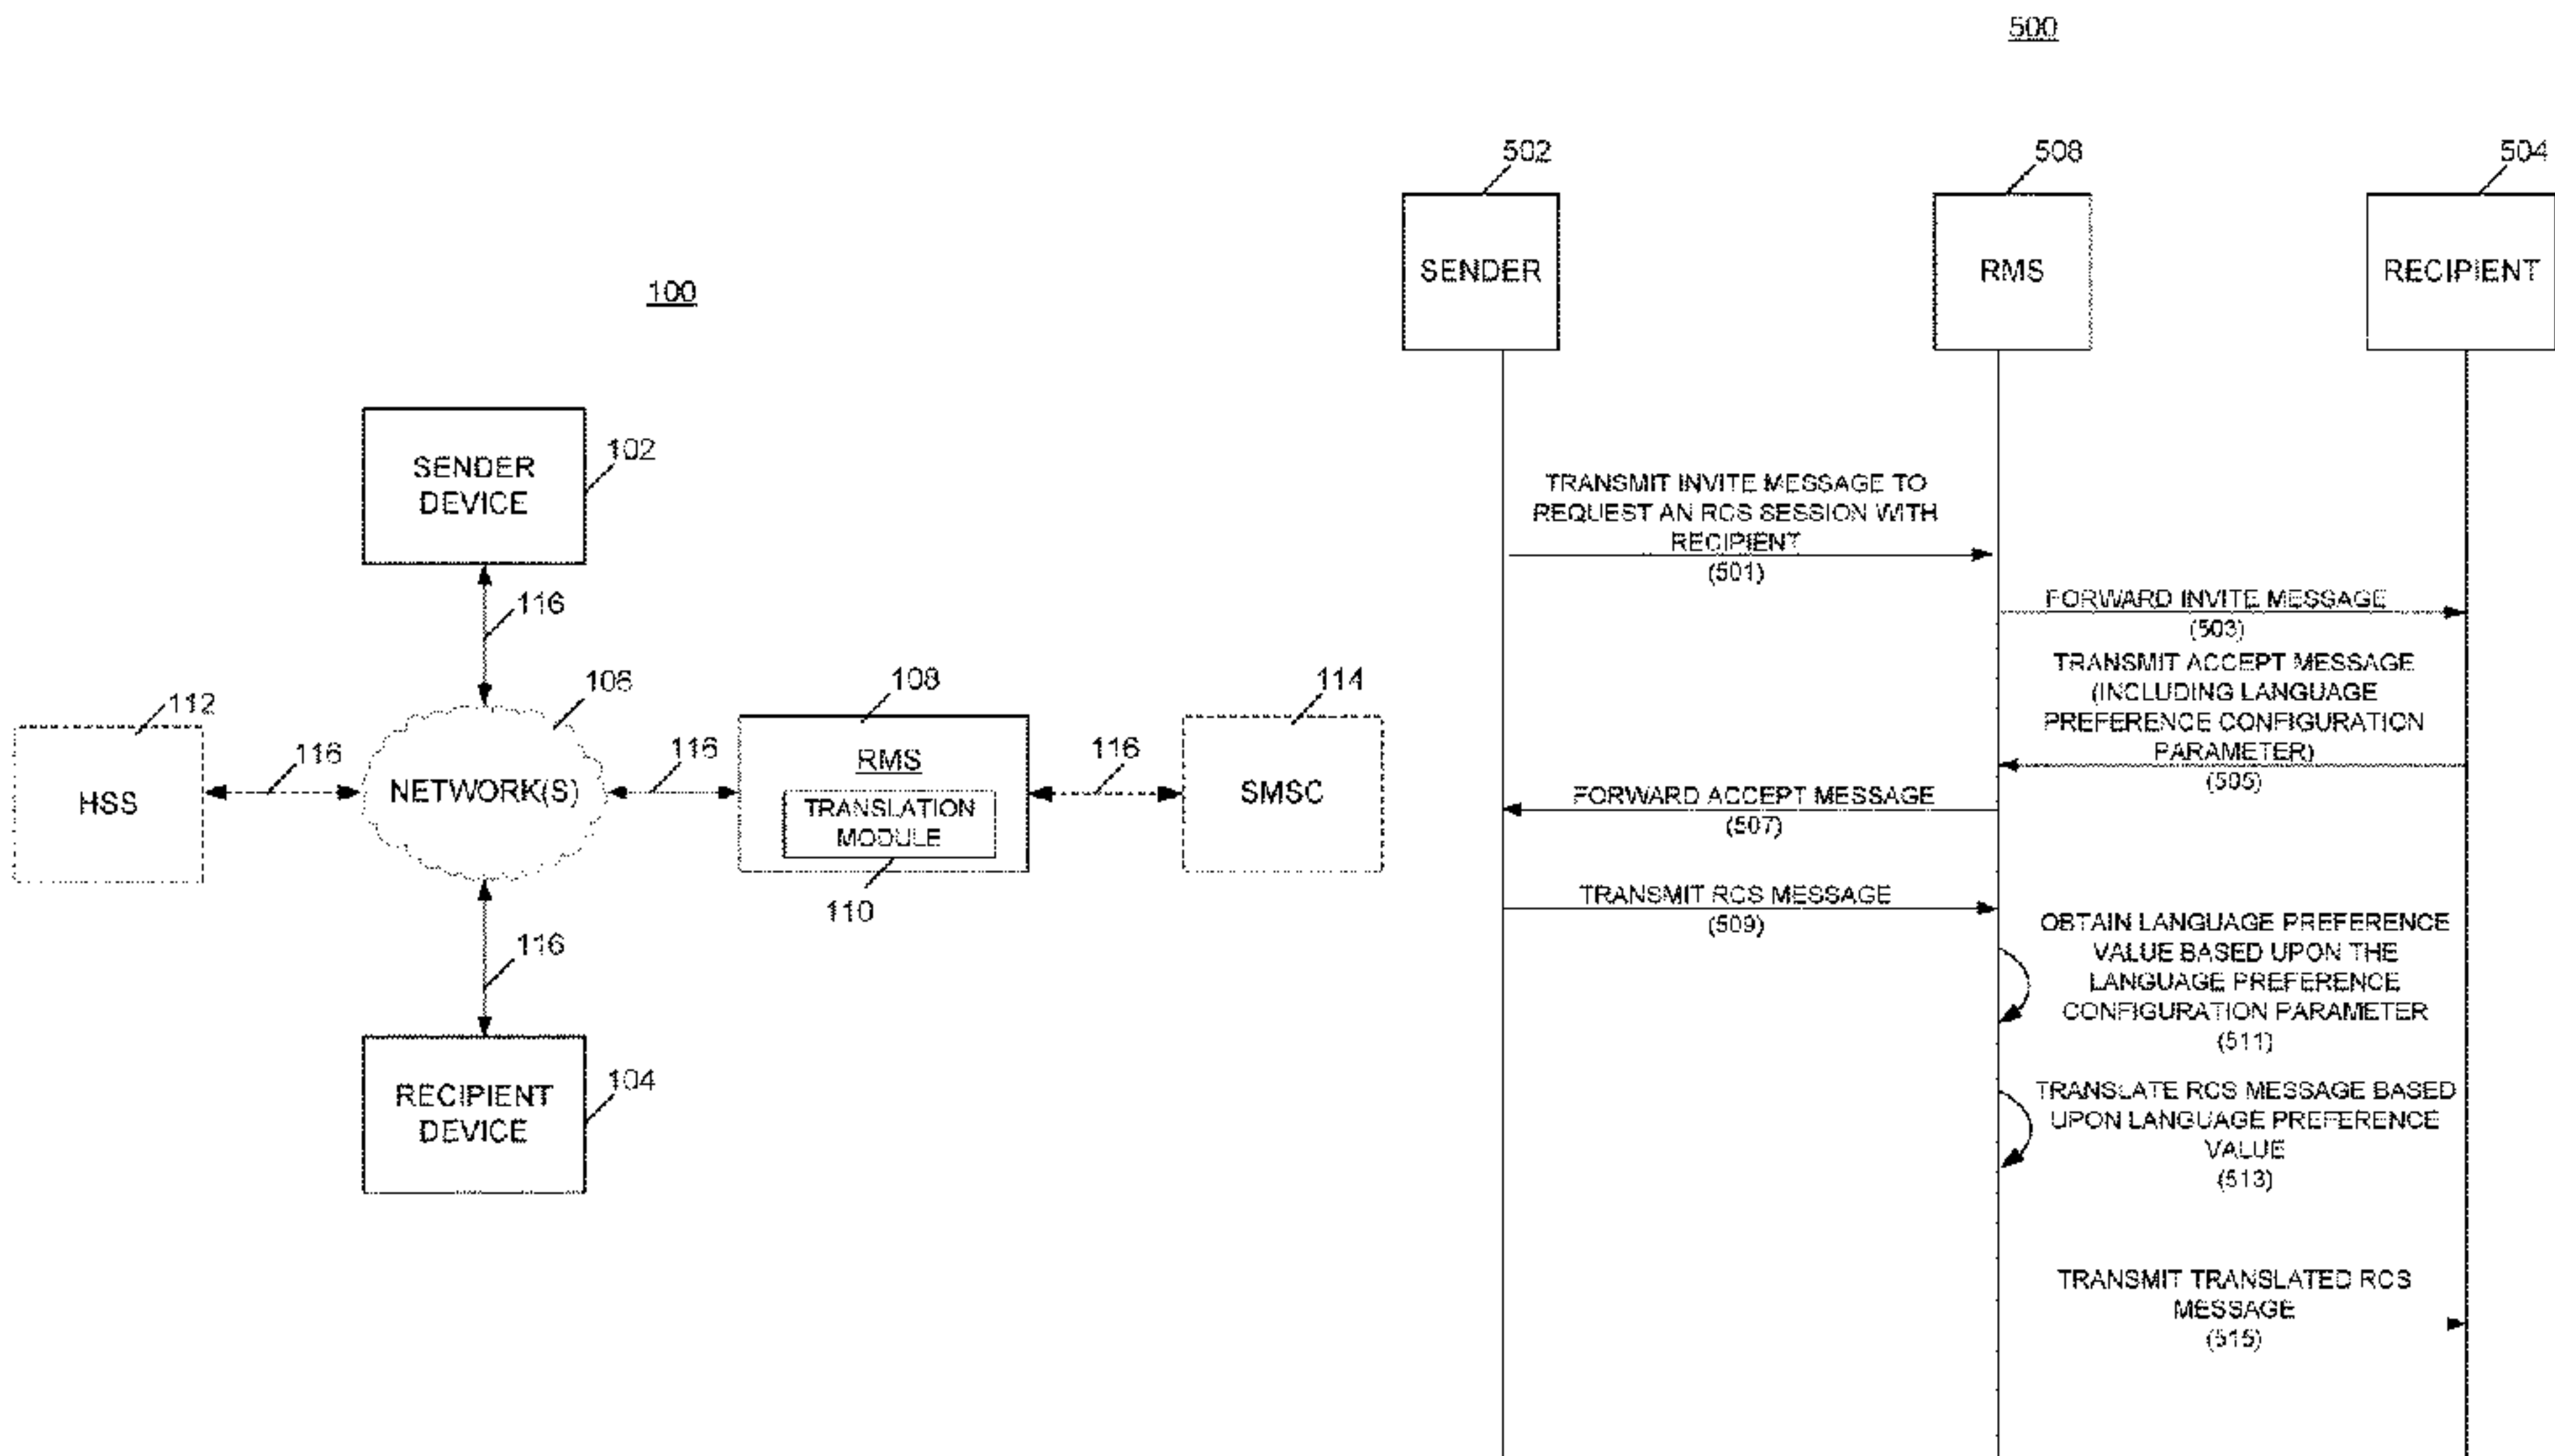 100
SENDER
DEVICE
102
116
106
112
HSS
116
NETWORK(S)
116
108
RMS
TRANSLATION
MODULE
110
116
114
SMSC
116
RECIPIENT
DEVICE
104
500
502
SENDER
508
RMS
504
RECIPIENT
TRANSMIT INVITE MESSAGE TO
REQUEST AN RCS SESSION WITH
RECIPIENT
(501)
FORWARD INVITE MESSAGE
(503)
TRANSMIT ACCEPT MESSAGE
(INCLUDING LANGUAGE
PREFERENCE CONFIGURATION
PARAMETER)
(505)
FORWARD ACCEPT MESSAGE
(507)
TRANSMIT RCS MESSAGE
(509)
OBTAIN LANGUAGE PREFERENCE
VALUE BASED UPON THE
LANGUAGE PREFERENCE
CONFIGURATION PARAMETER
(511)
TRANSLATE RCS MESSAGE BASED
UPON LANGUAGE PREFERENCE
VALUE
(513)
TRANSMIT TRANSLATED RCS
MESSAGE
(515)